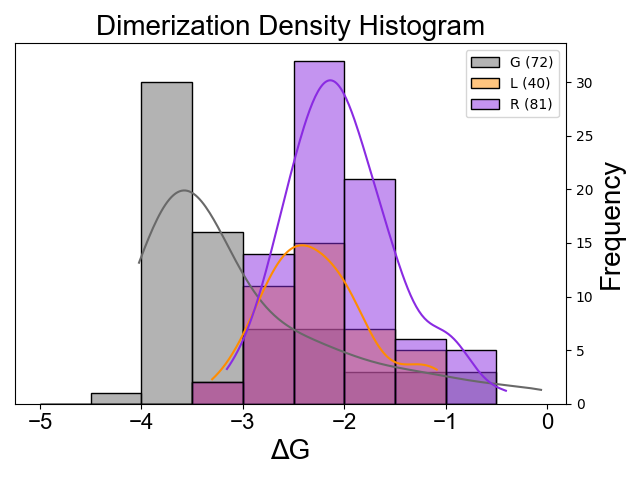 Dimerization Density Histogram
G (72)
L (40)
R (81)
30
25
20
15
10
5
0
Frequency
−5 −4 −3 −2 −1 0
ΔG